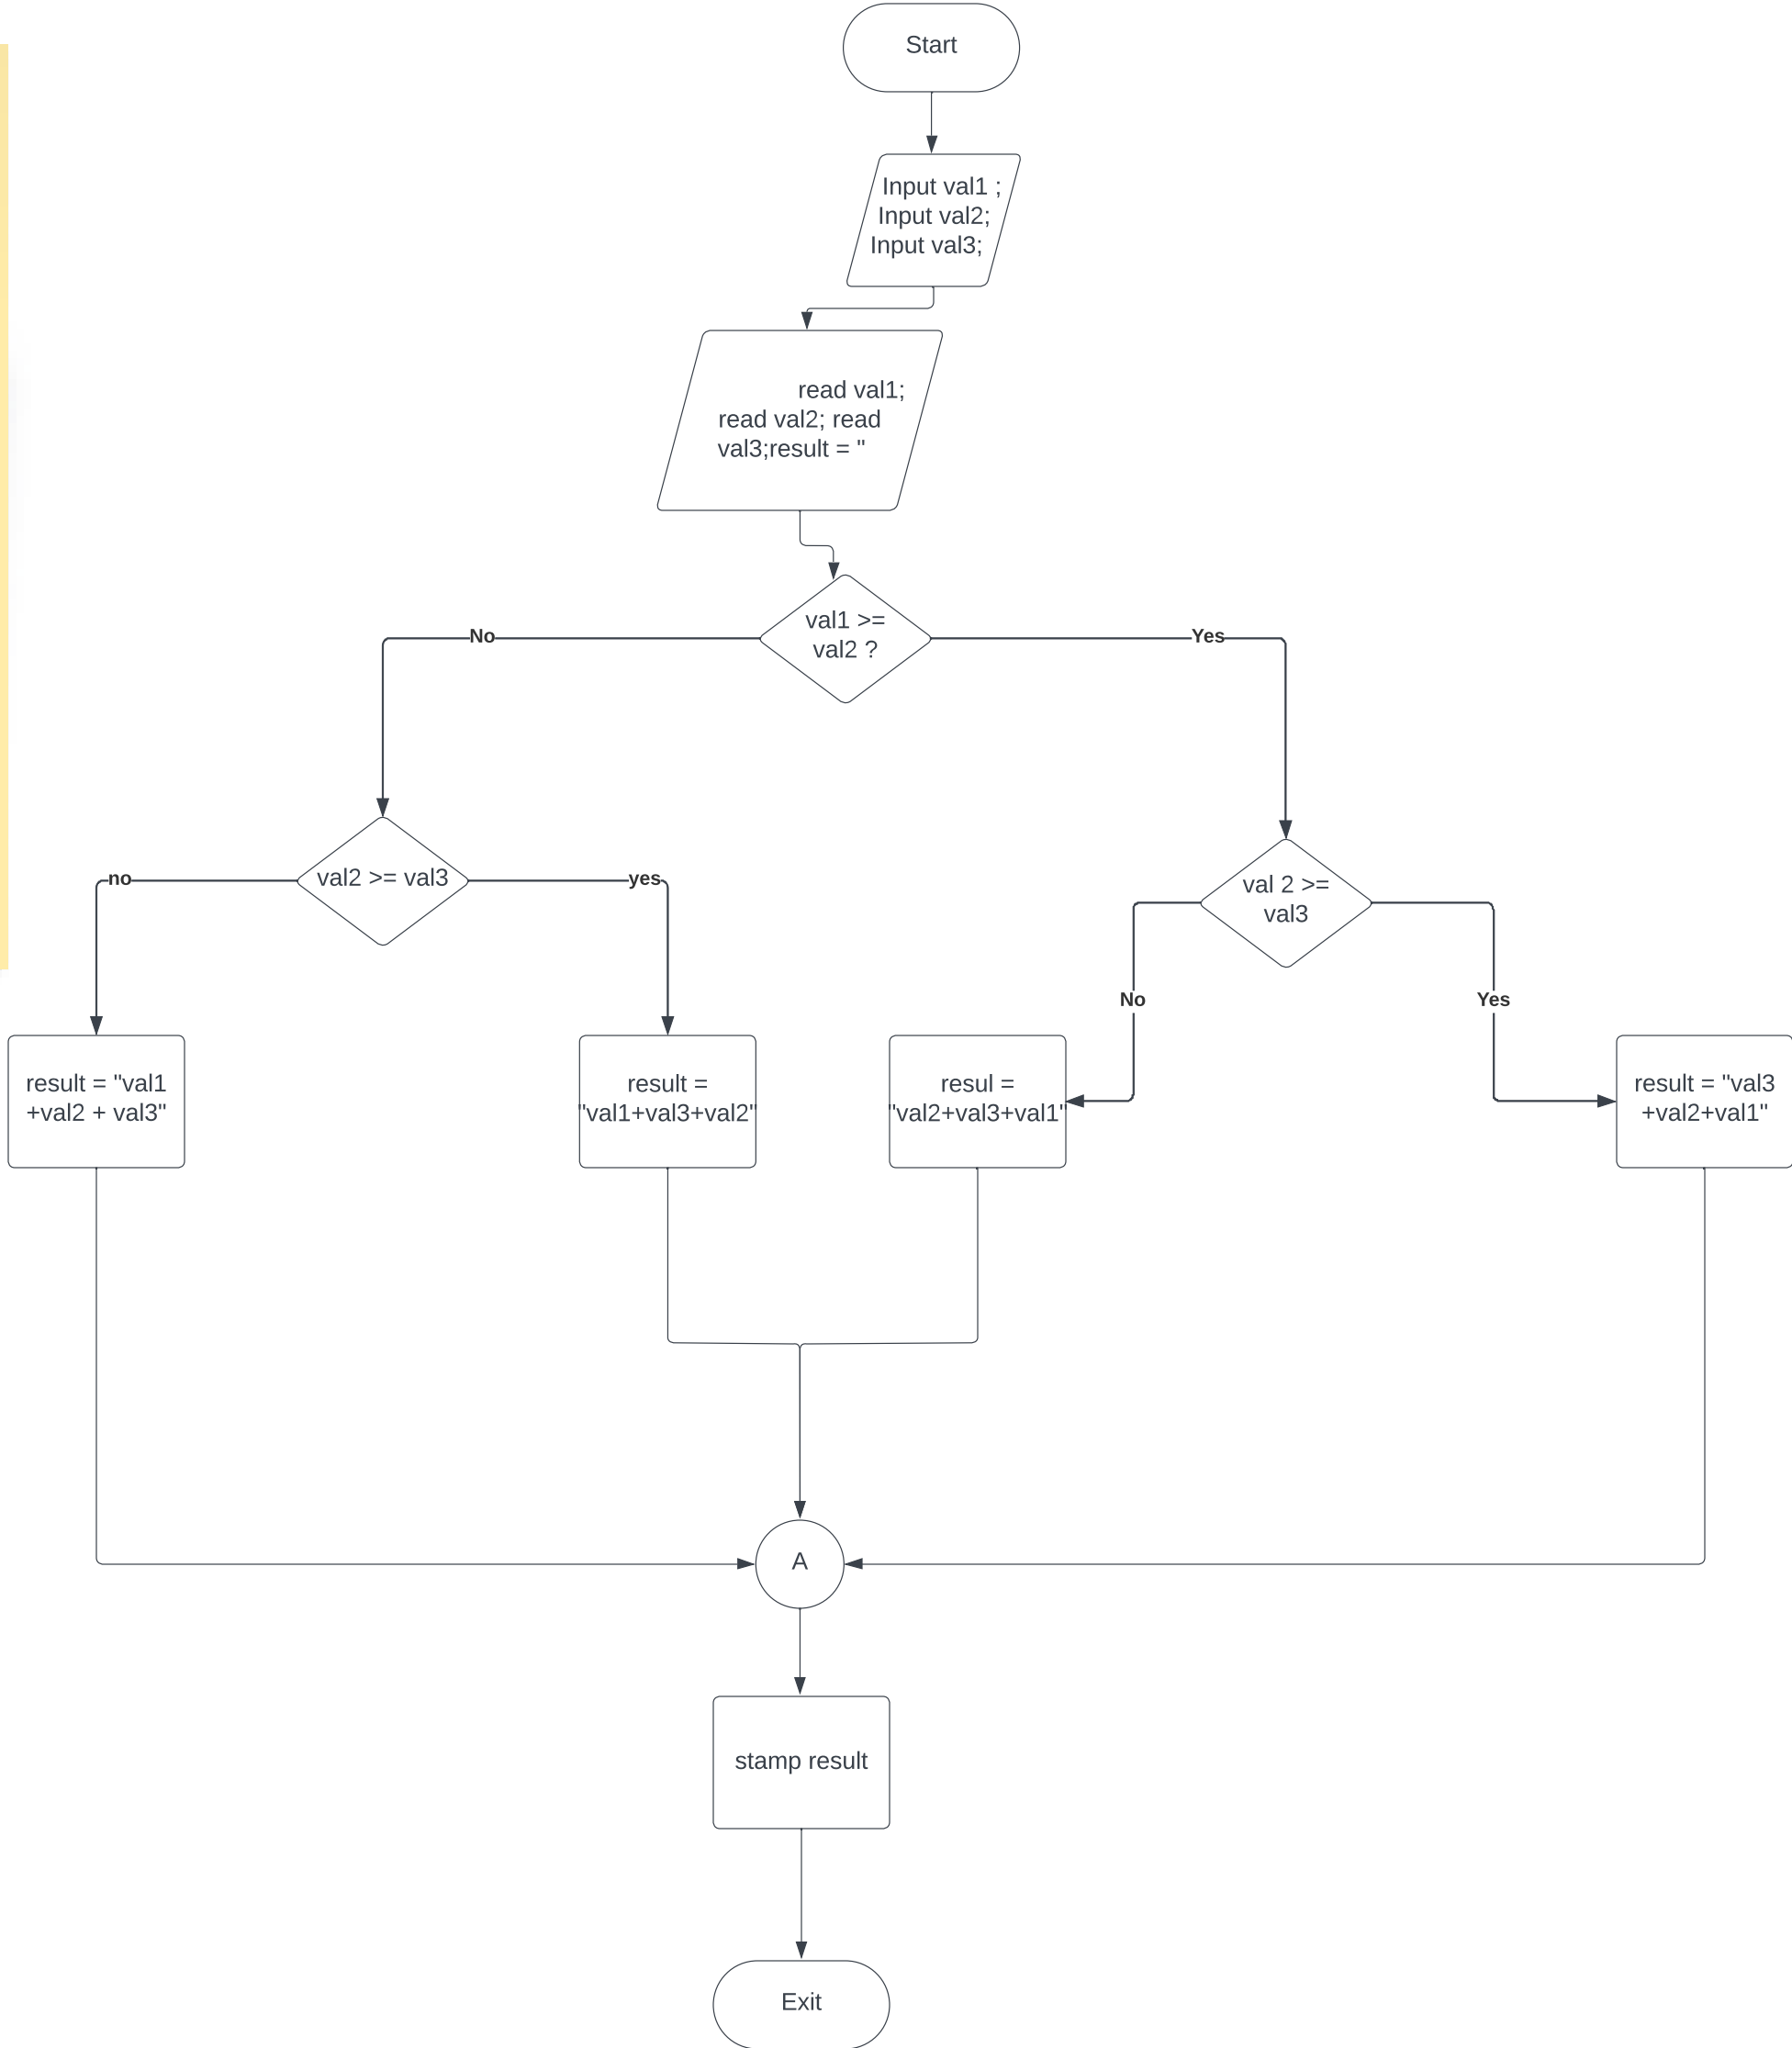 Start
Input val1 ;
Input val2;
Input val3;
read val1;
read val2; read
val3;result = "
val1 >=
val2 ?
No
Yes
val2 >= val3
no
yes
val 2 >=
val3
No
Yes
result = "val1
+val2 + val3"
result =
"val1+val3+val2"
resul =
"val2+val3+val1"
result = "val3
+val2+val1"
A
stamp result
Exit